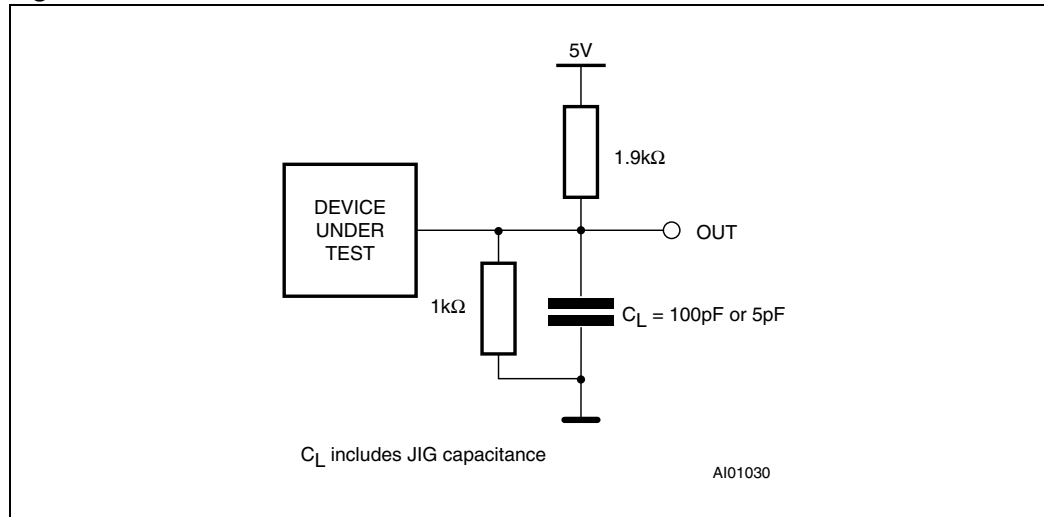 5V
1.9kΩ
DEVICE
UNDER
TEST
OUT
1kΩ
C_L = 100pF or 5pF
C_L includes JIG capacitance
AI01030